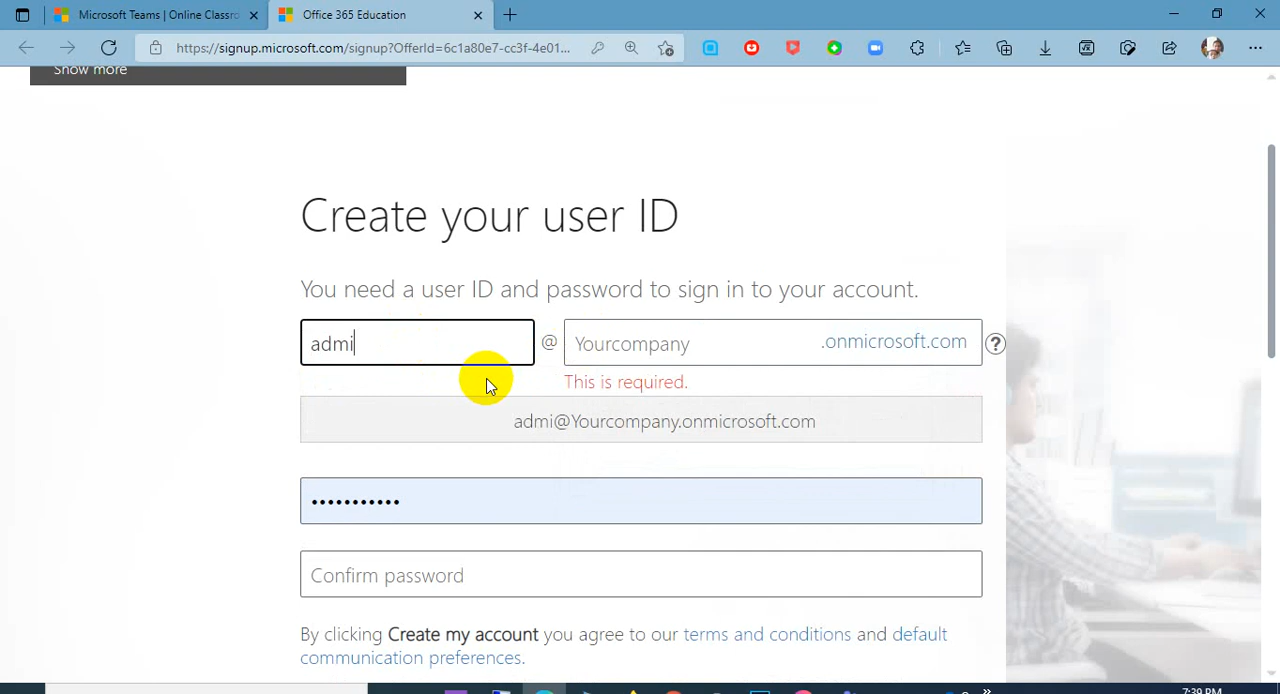 Microsoft Teams | Online Classro
Office 365 Education
https://signup.microsoft.com/signup?OfferId=6c1a80e7-cc3f-4e01...
Show more
Create your user ID
You need a user ID and password to sign in to your account.
admi @ Yourcompany .onmicrosoft.com ?
This is required.
admi@Yourcompany.onmicrosoft.com
•••••••••••
Confirm password
By clicking Create my account you agree to our terms and conditions and default
communication preferences.
7:39 PM